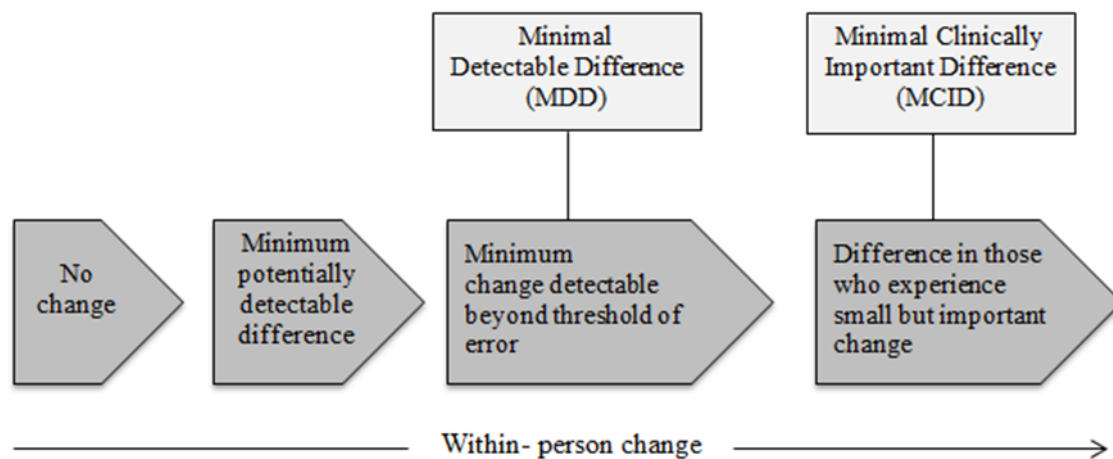 Minimal
Detectable Difference
(MDD)
Minimal Clinically
Important Difference
(MCID)
No
change
Minimum
potentially
detectable
difference
Minimum
change detectable
beyond threshold of
error
Difference in those
who experience
small but important
change
Within- person change